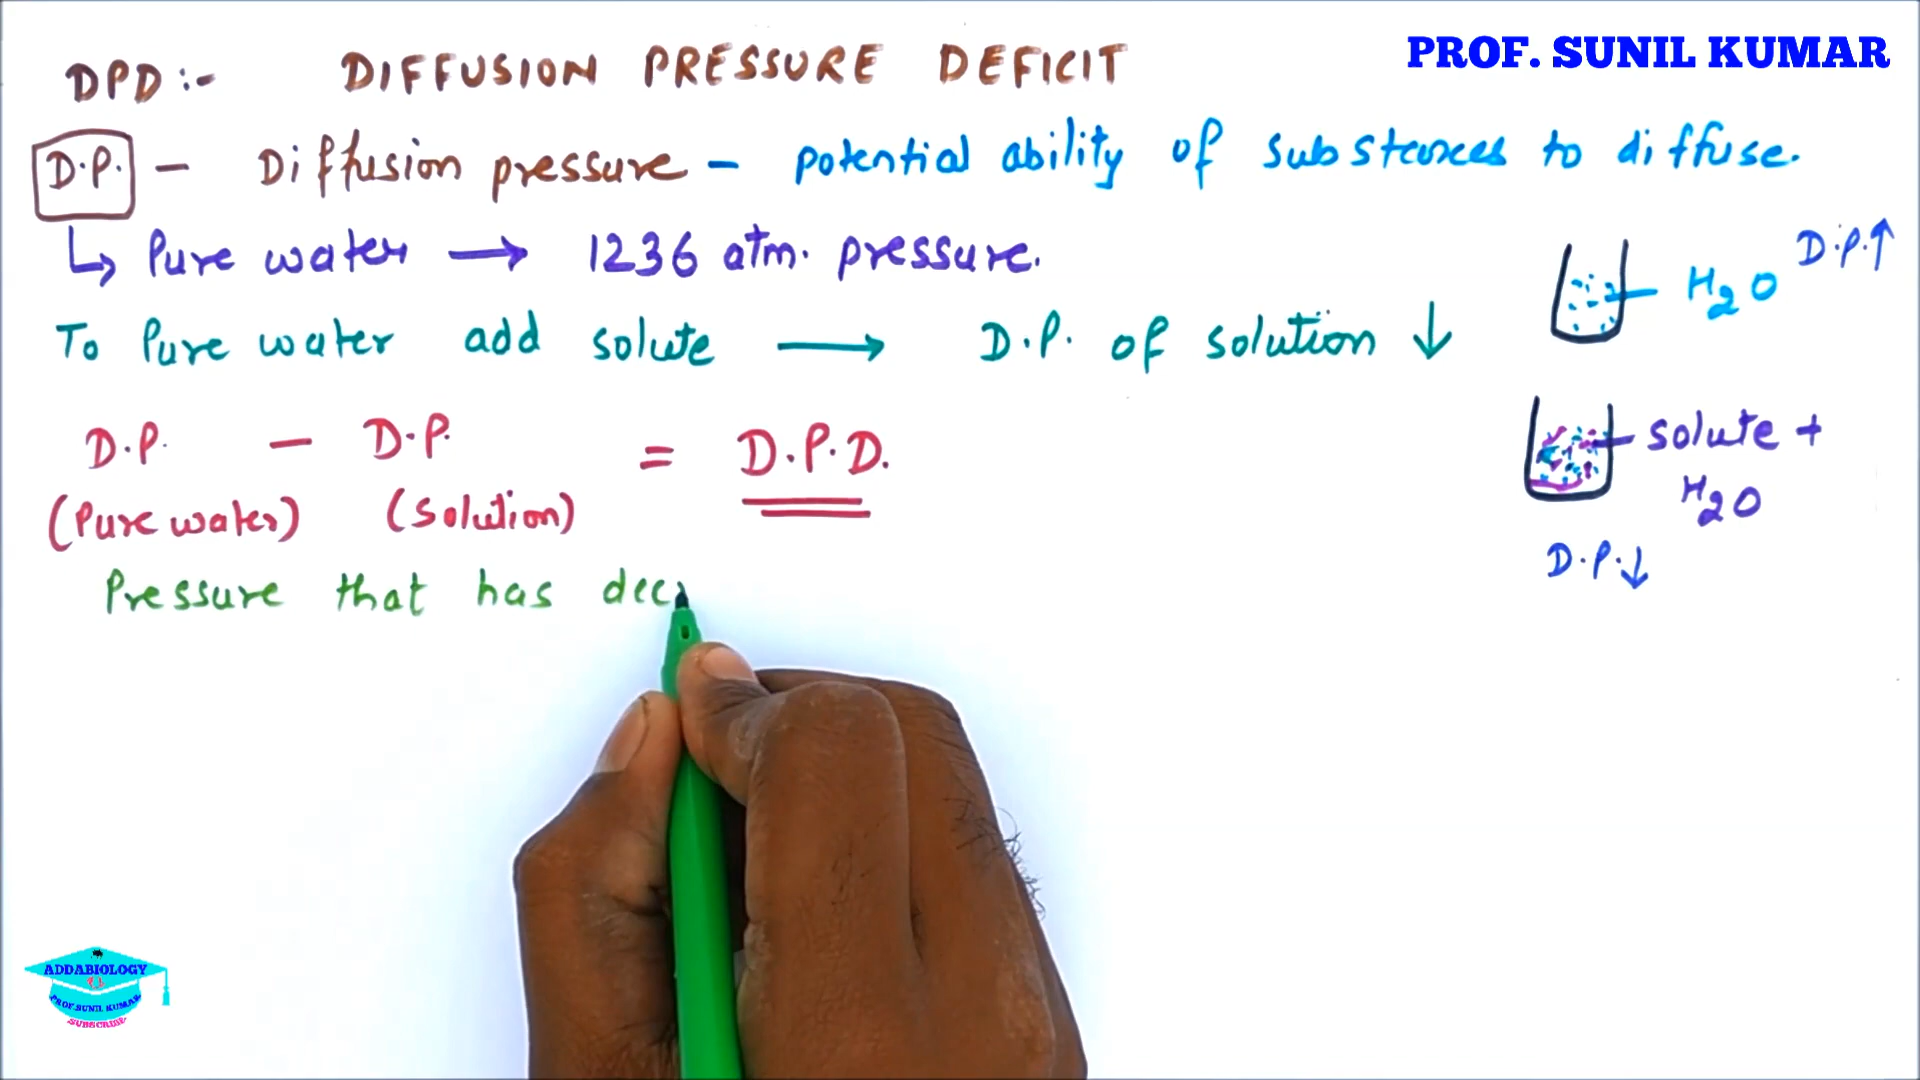 PROF. SUNIL KUMAR
DPD :- DIFFUSION PRESSURE DEFICIT
D.P. - Diffusion pressure - potential ability of substances to diffuse.
↳ Pure water → 1236 atm. pressure.
D.P.↑
H2O
To Pure water add solute → D.P. of solution ↓
D.P. - D.P. = D.P.D.
(Pure water) (solution)
solute +
H2O
D.P.↓
Pressure that has dec
ADDABIOLOGY
PROF.SUNIL KUMAR
SUBSCRIBE